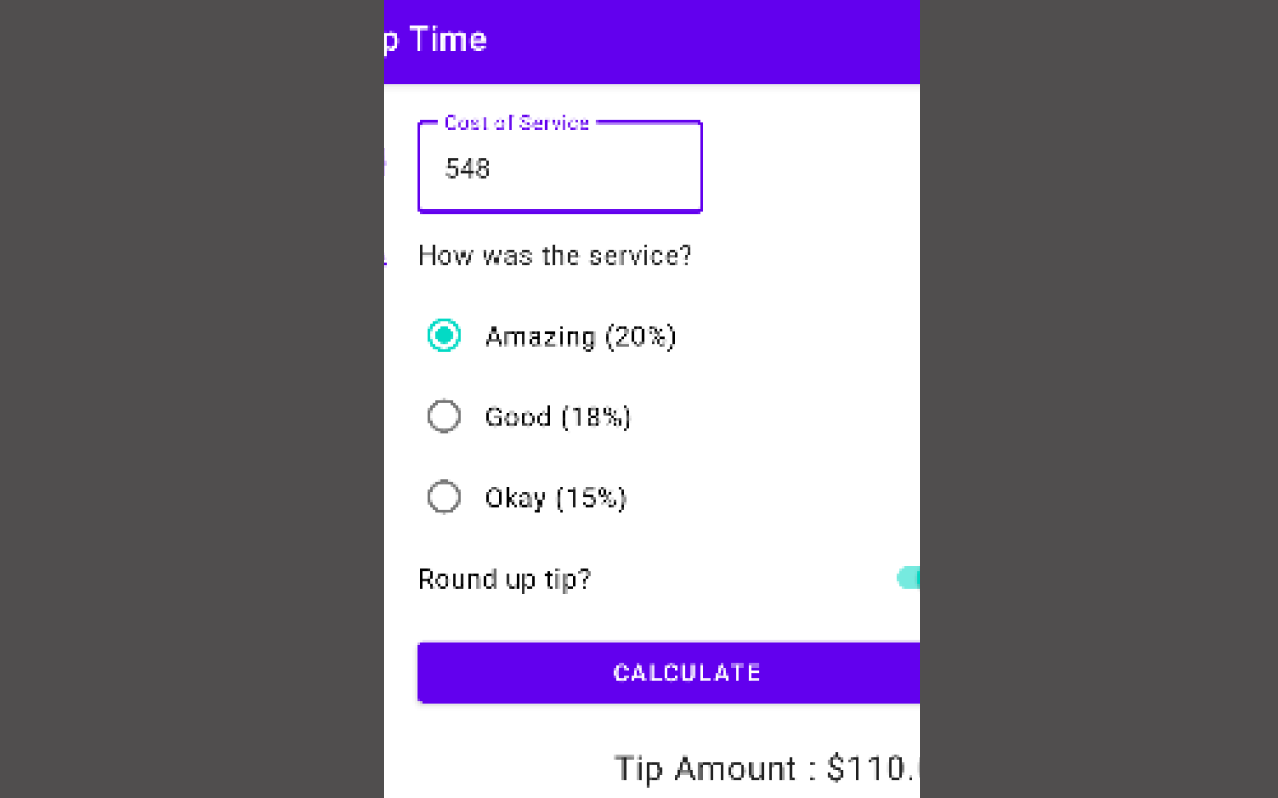 p Time
Cost of Service
548
How was the service?
Amazing (20%)
Good (18%)
Okay (15%)
Round up tip?
CALCULATE
Tip Amount : $110.